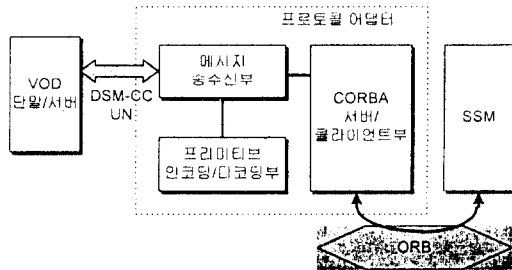 프로토콜 어댑터
VOD
단말/서버
DSM-CC
UN
메시지
송수신부
프리미티브
인코딩/디코딩부
CORBA
서버/
클라이언트부
SSM
ORB